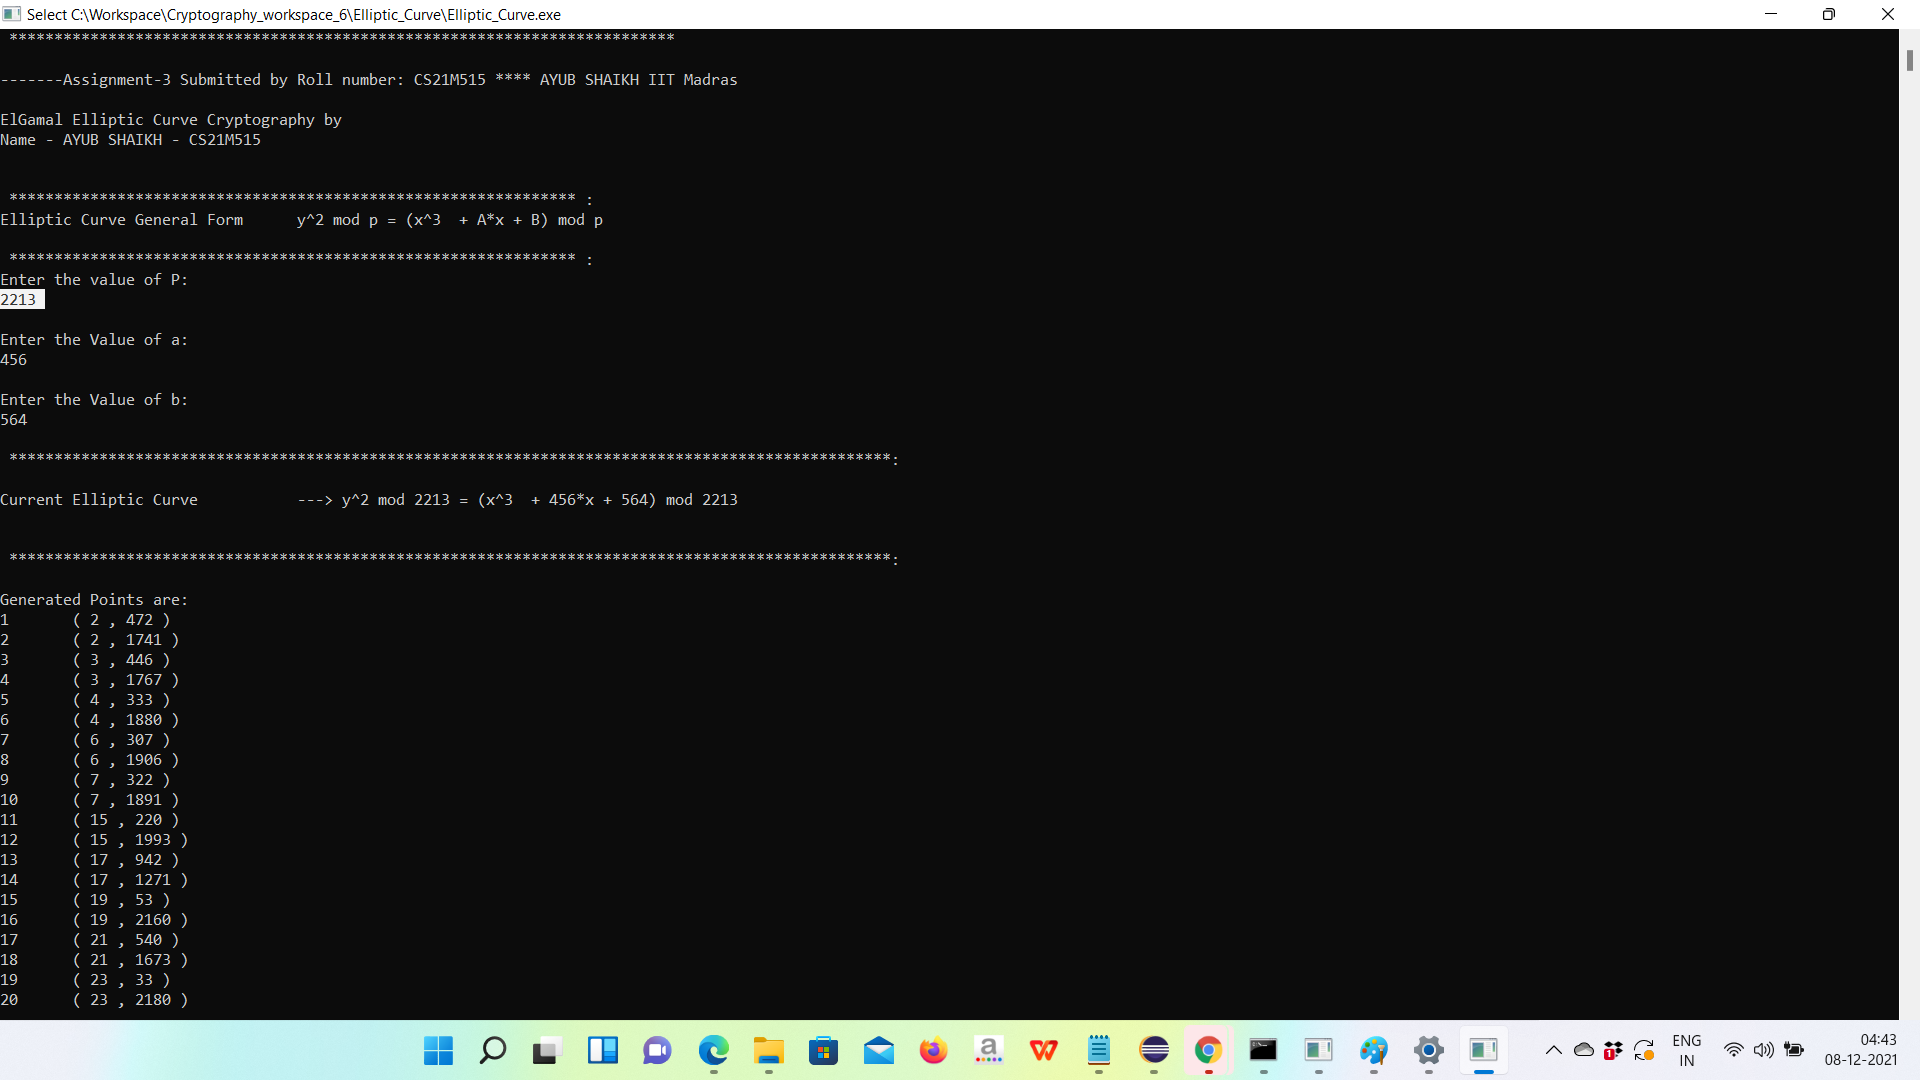 Select C:\Workspace\Cryptography_workspace_6\Elliptic_Curve\Elliptic_Curve.exe
**************************************************************************
-------Assignment-3 Submitted by Roll number: CS21M515 **** AYUB SHAIKH IIT Madras
ElGamal Elliptic Curve Cryptography by
Name - AYUB SHAIKH - CS21M515
*************************************************************** :
Elliptic Curve General Form      y^2 mod p = (x^3  + A*x + B) mod p
*************************************************************** :
Enter the value of P:
2213
Enter the Value of a:
456
Enter the Value of b:
564
**************************************************************************************************:
Current Elliptic Curve           ---> y^2 mod 2213 = (x^3  + 456*x + 564) mod 2213
**************************************************************************************************:
Generated Points are:
1       ( 2 , 472 )
2       ( 2 , 1741 )
3       ( 3 , 446 )
4       ( 3 , 1767 )
5       ( 4 , 333 )
6       ( 4 , 1880 )
7       ( 6 , 307 )
8       ( 6 , 1906 )
9       ( 7 , 322 )
10      ( 7 , 1891 )
11      ( 15 , 220 )
12      ( 15 , 1993 )
13      ( 17 , 942 )
14      ( 17 , 1271 )
15      ( 19 , 53 )
16      ( 19 , 2160 )
17      ( 21 , 540 )
18      ( 21 , 1673 )
19      ( 23 , 33 )
20      ( 23 , 2180 )
a
1
ENG
IN
04:43
08-12-2021